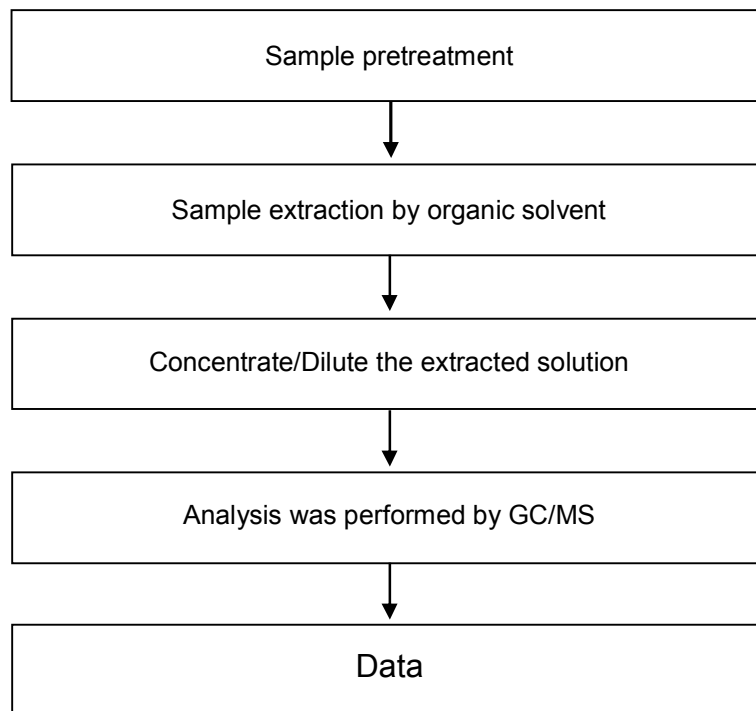 Sample pretreatment
Sample extraction by organic solvent
Concentrate/Dilute the extracted solution
Analysis was performed by GC/MS
Data